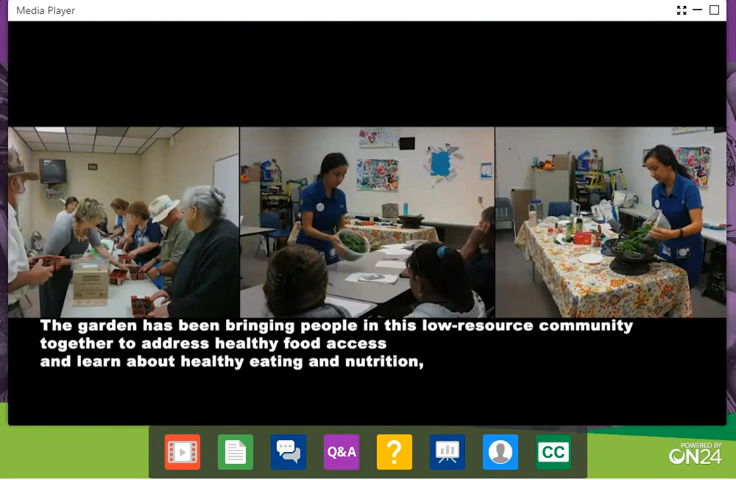 Media Player
The garden has been bringing people in this low-resource community
together to address healthy food access
and learn about healthy eating and nutrition,
Q&A
?
CC
POWERED BY
ON24